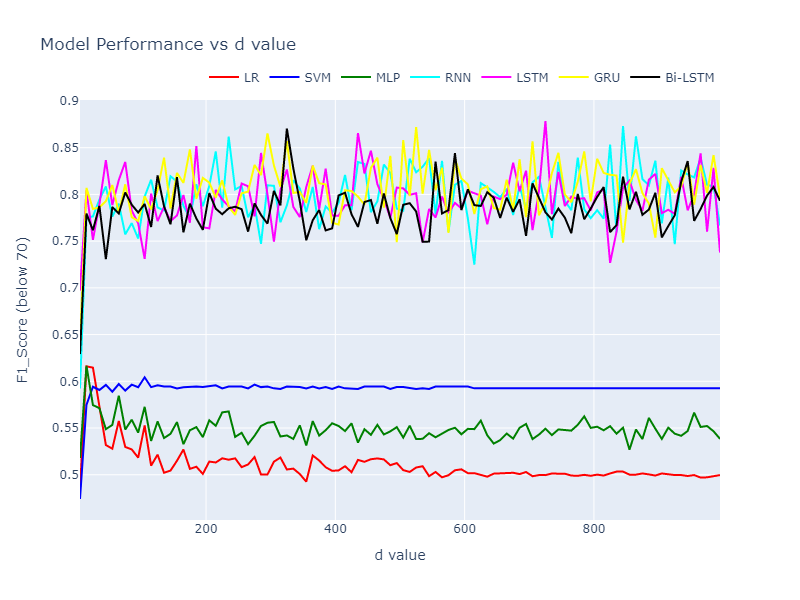 Model Performance vs d value
LR SVM MLP RNN LSTM GRU Bi-LSTM
0.9
0.85
0.8
0.75
0.7
0.65
0.6
0.55
0.5
F1_Score (below 70)
200 400 600 800
d value